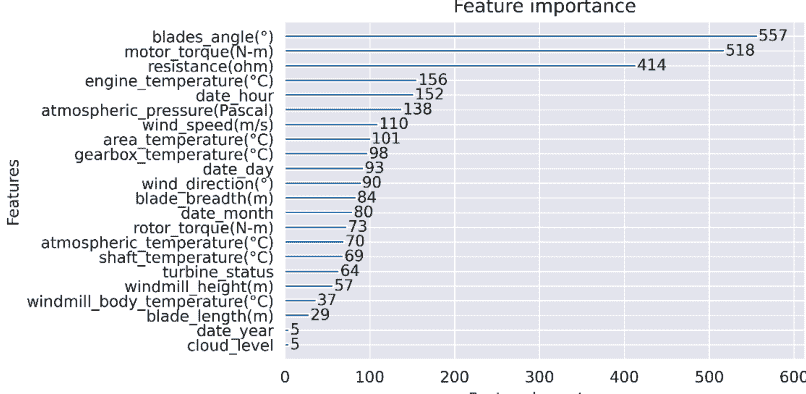 Feature importance
Features
blades_angle(°) 557
motor_torque(N-m) 518
resistance(ohm) 414
engine_temperature(°C) 156
date_hour 152
atmospheric_pressure(Pascal) 138
wind_speed(m/s) 110
area_temperature(°C) 101
gearbox_temperature(°C) 98
date_day 93
wind_direction(°) 90
blade_breadth(m) 84
date_month 80
rotor_torque(N-m) 73
atmospheric_temperature(°C) 70
shaft_temperature(°C) 69
turbine_status 64
windmill_height(m) 57
windmill_body_temperature(°C) 37
blade_length(m) 29
date_year 5
cloud_level 5
0 100 200 300 400 500 600